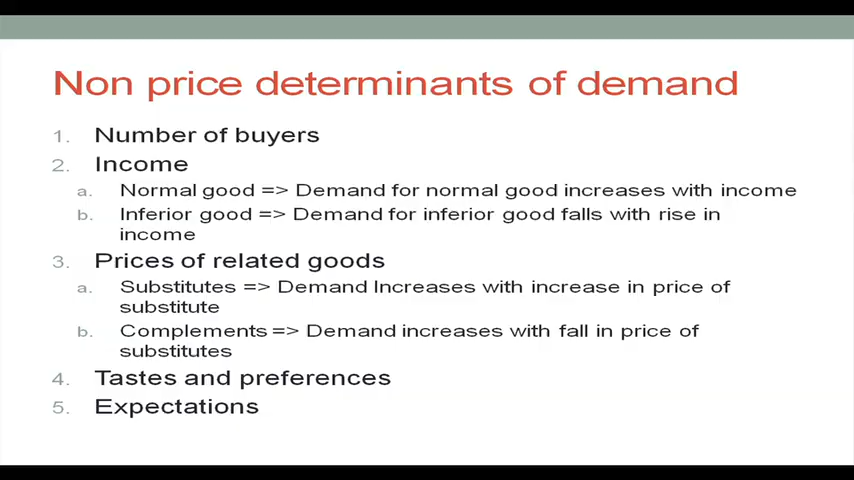 Non price determinants of demand
1. Number of buyers
2. Income
a. Normal good => Demand for normal good increases with income
b. Inferior good => Demand for inferior good falls with rise in
income
3. Prices of related goods
a. Substitutes => Demand Increases with increase in price of
substitute
b. Complements => Demand increases with fall in price of
substitutes
4. Tastes and preferences
5. Expectations